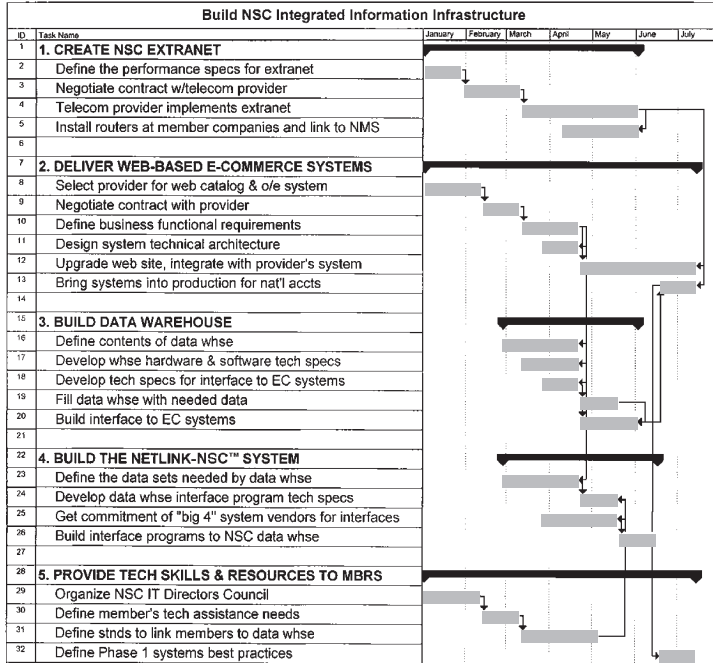 Build NSC Integrated Information Infrastructure
ID Task Name January February March April May June July
1 1. CREATE NSC EXTRANET
2 Define the performance specs for extranet
3 Negotiate contract w/telecom provider
4 Telecom provider implements extranet
5 Install routers at member companies and link to NMS
6
7 2. DELIVER WEB-BASED E-COMMERCE SYSTEMS
8 Select provider for web catalog & o/e system
9 Negotiate contract with provider
10 Define business functional requirements
11 Design system technical architecture
12 Upgrade web site, integrate with provider's system
13 Bring systems into production for nat'l accts
14
15 3. BUILD DATA WAREHOUSE
16 Define contents of data whse
17 Develop whse hardware & software tech specs
18 Develop tech specs for interface to EC systems
19 Fill data whse with needed data
20 Build interface to EC systems
21
22 4. BUILD THE NETLINK-NSC™ SYSTEM
23 Define the data sets needed by data whse
24 Develop data whse interface program tech specs
25 Get commitment of "big 4" system vendors for interfaces
26 Build interface programs to NSC data whse
27
28 5. PROVIDE TECH SKILLS & RESOURCES TO MBRS
29 Organize NSC IT Directors Council
30 Define member's tech assistance needs
31 Define stnds to link members to data whse
32 Define Phase 1 systems best practices